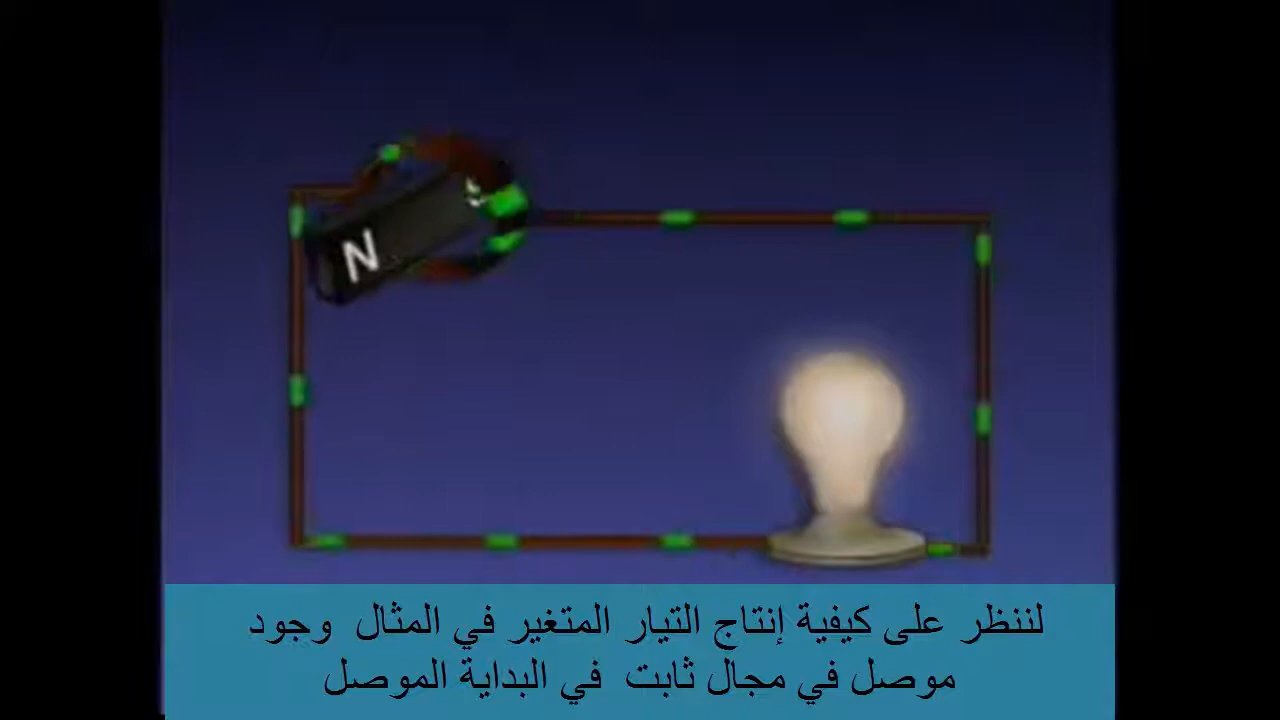 N
لننظر على كيفية إنتاج التيار المتغير في المثال وجود
موصل في مجال ثابت في البداية الموصل